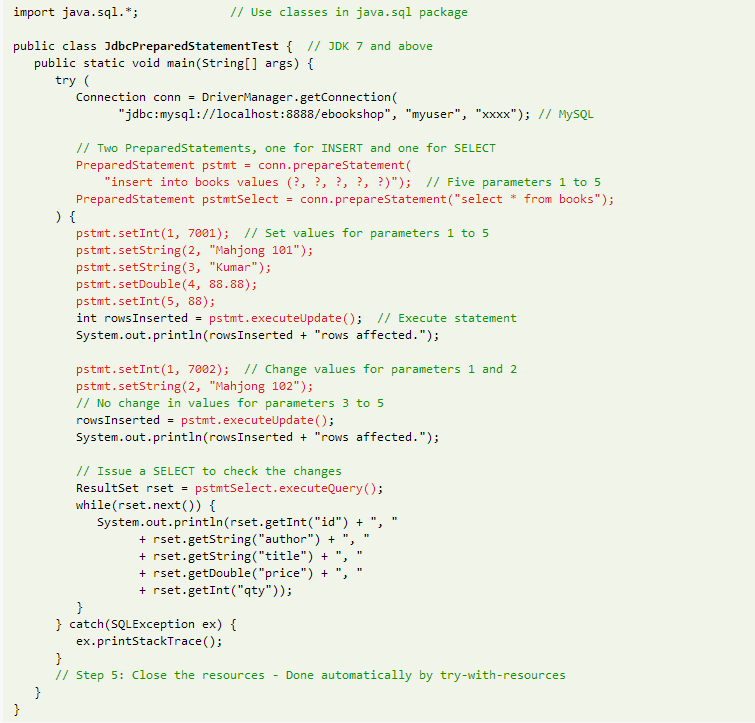 import java.sql.*;             // Use classes in java.sql package

public class JdbcPreparedStatementTest {  // JDK 7 and above
   public static void main(String[] args) {
      try (
         Connection conn = DriverManager.getConnection(
               "jdbc:mysql://localhost:8888/ebookshop", "myuser", "xxxx"); // MySQL

         // Two PreparedStatements, one for INSERT and one for SELECT
         PreparedStatement pstmt = conn.prepareStatement(
             "insert into books values (?, ?, ?, ?, ?)");  // Five parameters 1 to 5
         PreparedStatement pstmtSelect = conn.prepareStatement("select * from books");
      ) {
         pstmt.setInt(1, 7001);  // Set values for parameters 1 to 5
         pstmt.setString(2, "Mahjong 101");
         pstmt.setString(3, "Kumar");
         pstmt.setDouble(4, 88.88);
         pstmt.setInt(5, 88);
         int rowsInserted = pstmt.executeUpdate();  // Execute statement
         System.out.println(rowsInserted + "rows affected.");

         pstmt.setInt(1, 7002);  // Change values for parameters 1 and 2
         pstmt.setString(2, "Mahjong 102");
         // No change in values for parameters 3 to 5
         rowsInserted = pstmt.executeUpdate();
         System.out.println(rowsInserted + "rows affected.");

         // Issue a SELECT to check the changes
         ResultSet rset = pstmtSelect.executeQuery();
         while(rset.next()) {
            System.out.println(rset.getInt("id") + ", "
                  + rset.getString("author") + ", "
                  + rset.getString("title") + ", "
                  + rset.getDouble("price") + ", "
                  + rset.getInt("qty"));
         }
      } catch(SQLException ex) {
         ex.printStackTrace();
      }
      // Step 5: Close the resources - Done automatically by try-with-resources
   }
}